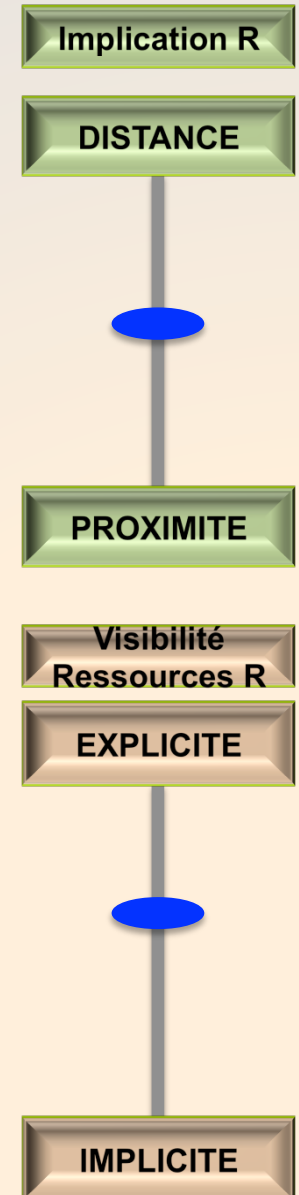 Implication R
DISTANCE
PROXIMITE
Visibilité
Ressources R
EXPLICITE
IMPLICITE